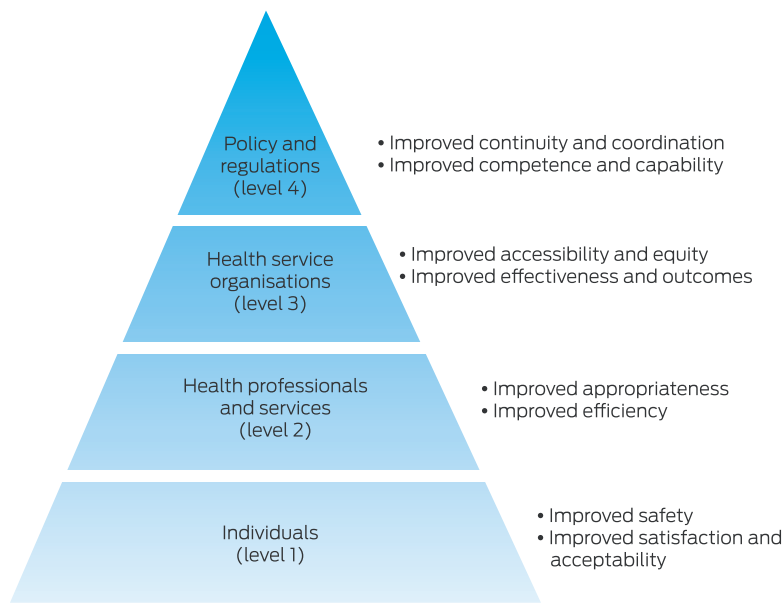 Policy and
regulations
(level 4)
• Improved continuity and coordination
• Improved competence and capability
Health service
organisations
(level 3)
• Improved accessibility and equity
• Improved effectiveness and outcomes
Health professionals
and services
(level 2)
• Improved appropriateness
• Improved efficiency
Individuals
(level 1)
• Improved safety
• Improved satisfaction and
acceptability